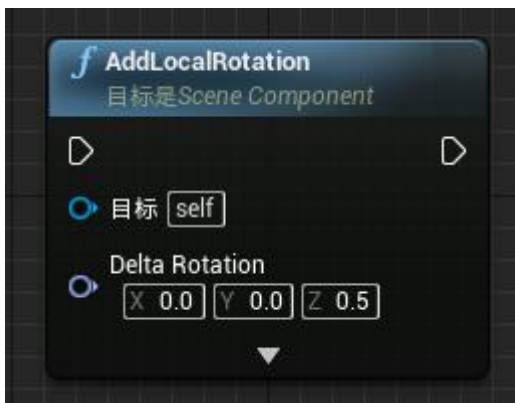 f AddLocalRotation
目标是Scene Component
目标 self
Delta Rotation
X 0.0 Y 0.0 Z 0.5